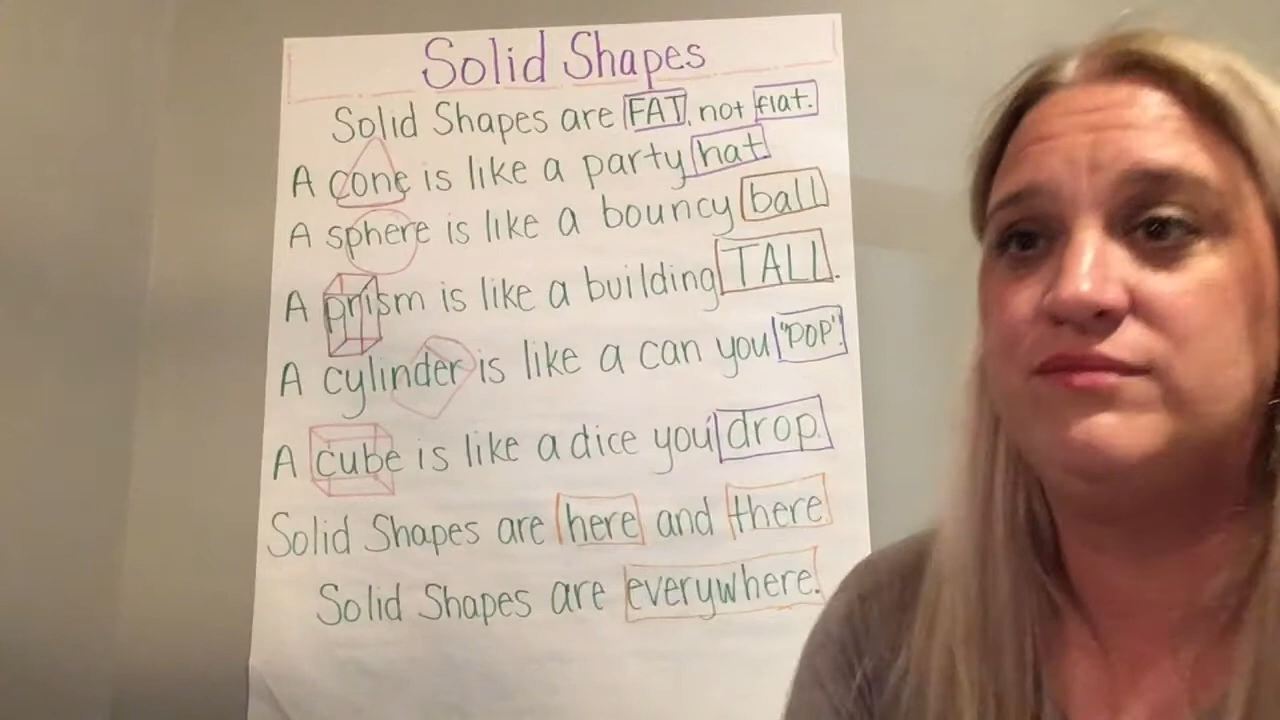 Solid Shapes
Solid Shapes are FAT, not flat.
A cone is like a party hat
A sphere is like a bouncy ball
A prism is like a building TALL.
A cylinder is like a can you "POP".
A cube is like a dice you drop.
Solid Shapes are here and there
Solid Shapes are everywhere.